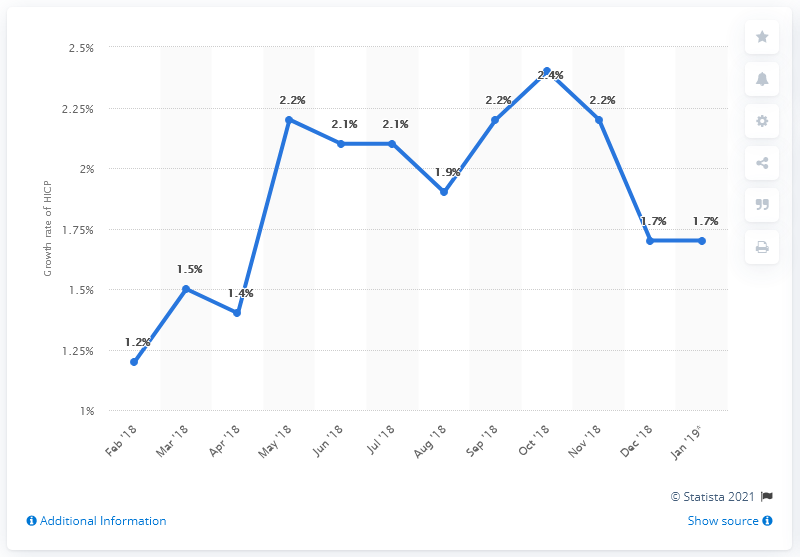 2.5%
2.25%
2%
1.75%
1.5%
1.25%
1%
Growth rate of HICP
1.2%
1.5%
1.4%
2.2%
2.1%
2.1%
1.9%
2.2%
2.4%
2.2%
1.7%
1.7%
Feb '18
Mar '18
Apr '18
May '18
Jun '18
Jul '18
Aug '18
Sep '18
Oct '18
Nov '18
Dec '18
Jan '19*
© Statista 2021
Additional Information
Show source